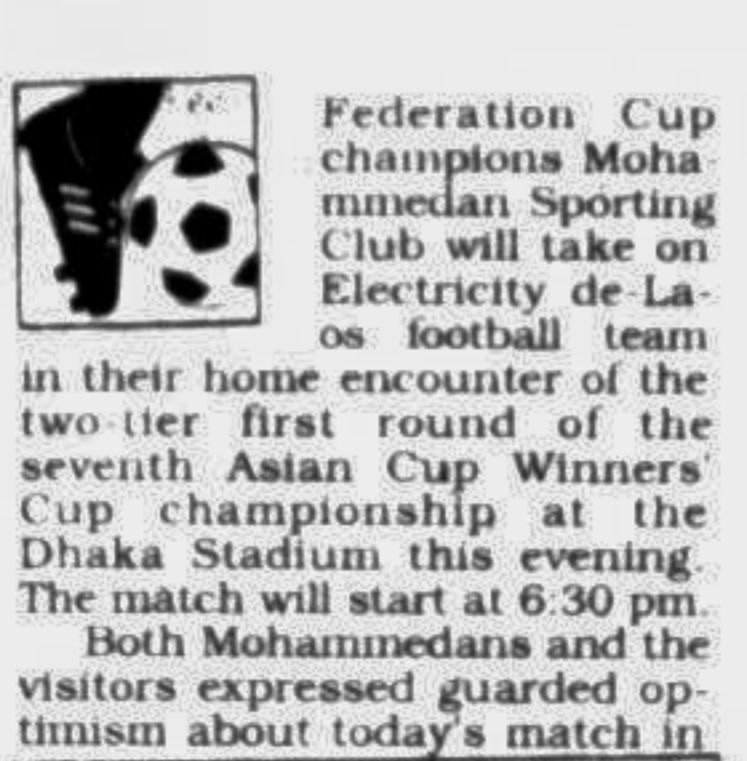 Federation Cup
champions Moha-
mmedan Sporting
Club will take on
Electricity de-La-
os football team
in their home encounter of the
two-tier first round of the
seventh Asian Cup Winners'
Cup championship at the
Dhaka Stadium this evening.
The match will start at 6:30 pm.
Both Mohammedans and the
visitors expressed guarded op-
timism about today's match in